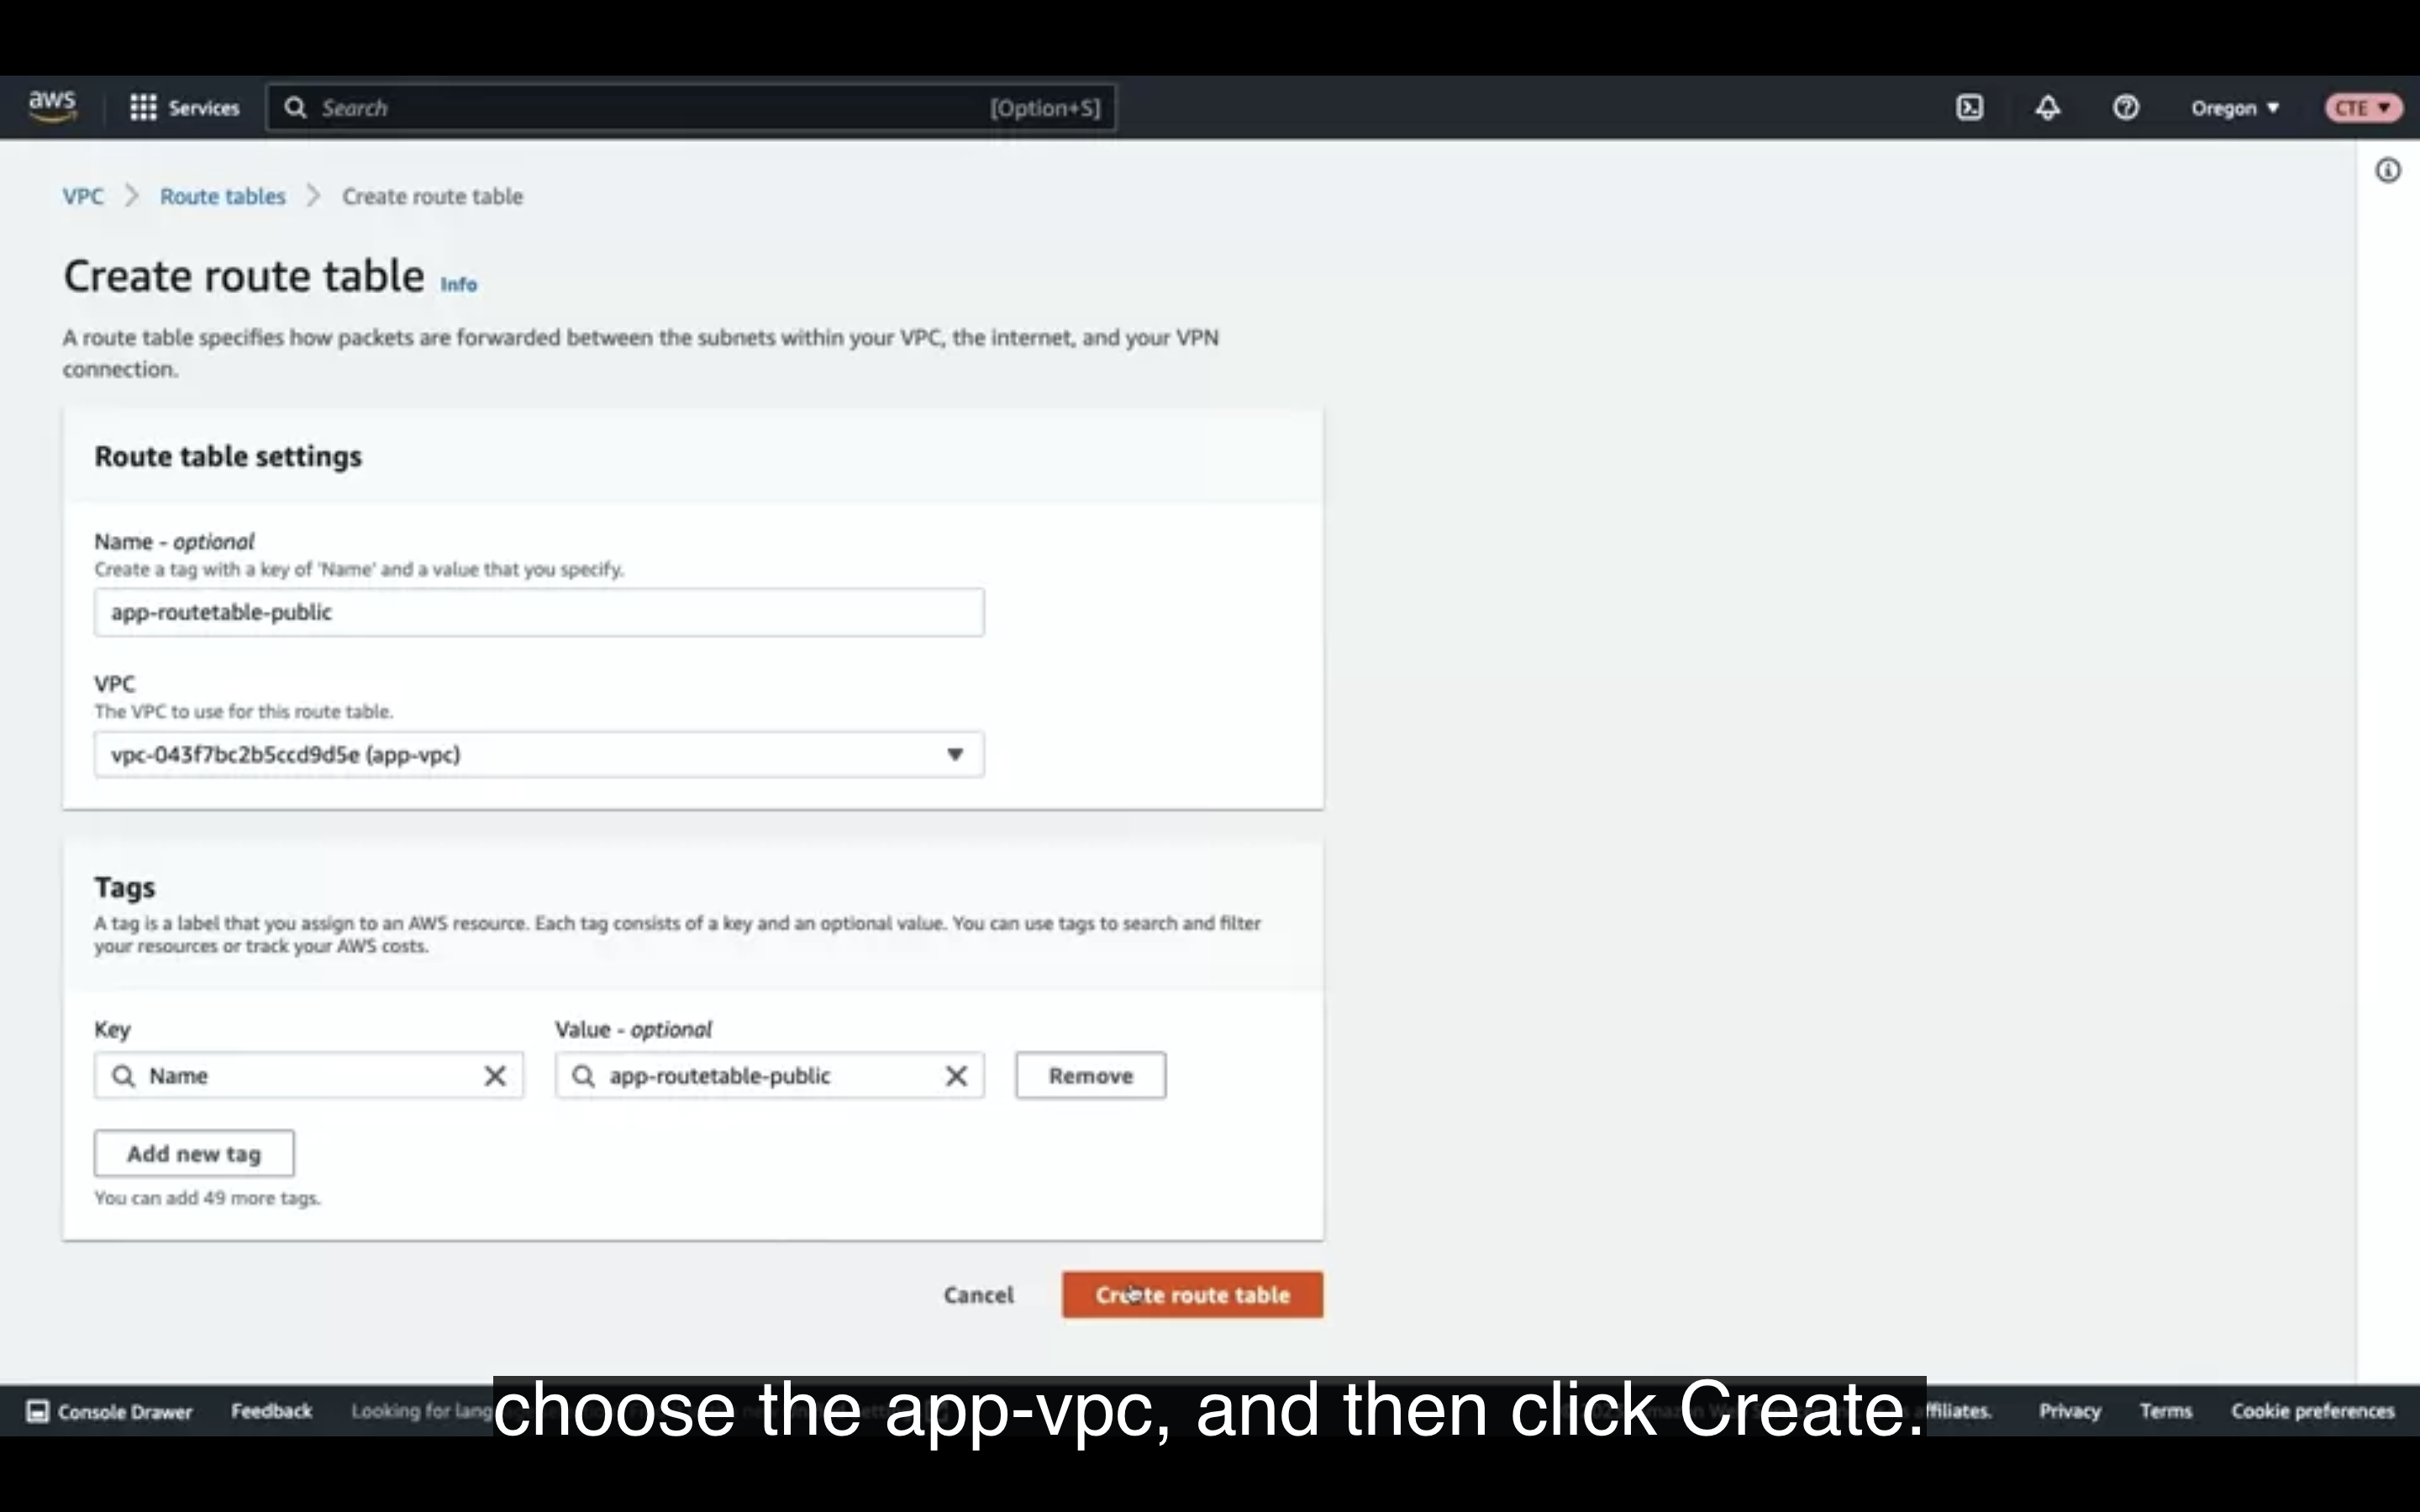 aws
Services
Search
[Option+S]
Oregon
CTE
VPC
Route tables
Create route table
Create route table Info
A route table specifies how packets are forwarded between the subnets within your VPC, the internet, and your VPN
connection.
Route table settings
Name - optional
Create a tag with a key of 'Name' and a value that you specify.
app-routetable-public
VPC
The VPC to use for this route table.
vpc-043f7bc2b5ccd9d5e (app-vpc)
Tags
A tag is a label that you assign to an AWS resource. Each tag consists of a key and an optional value. You can use tags to search and filter
your resources or track your AWS costs.
Key
Value - optional
Name
app-routetable-public
Remove
Add new tag
You can add 49 more tags.
Cancel
Create route table
choose the app-vpc, and then click Create.
Console Drawer
Feedback
Looking for
Privacy
Terms
Cookie preferences